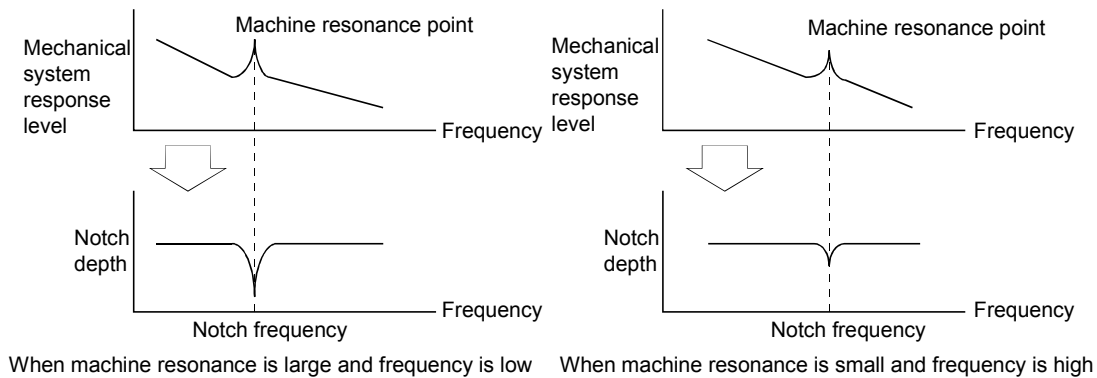 Machine resonance point
Mechanical
system
response
level
Frequency
Notch
depth
Frequency
Notch frequency
When machine resonance is large and frequency is low
Machine resonance point
Mechanical
system
response
level
Frequency
Notch
depth
Frequency
Notch frequency
When machine resonance is small and frequency is high